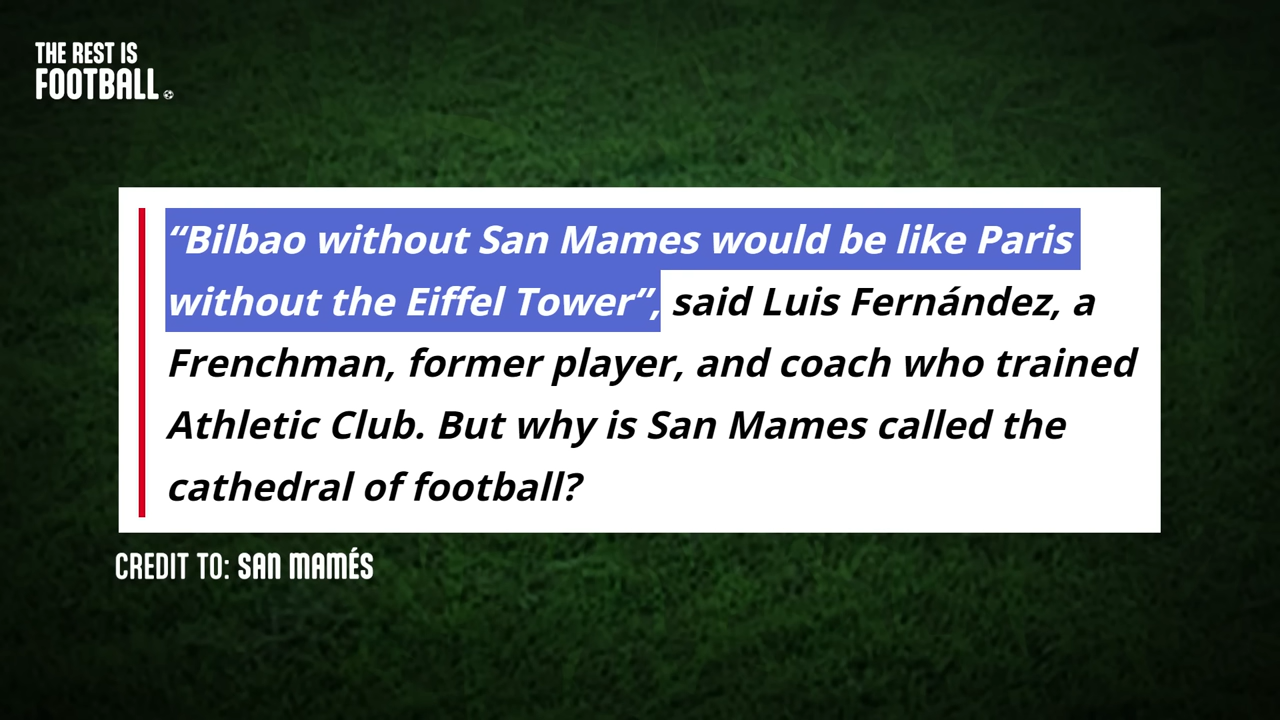 THE REST IS
FOOTBALL
“Bilbao without San Mames would be like Paris
without the Eiffel Tower”, said Luis Fernández, a
Frenchman, former player, and coach who trained
Athletic Club. But why is San Mames called the
cathedral of football?
CREDIT TO: SAN MAMÉS